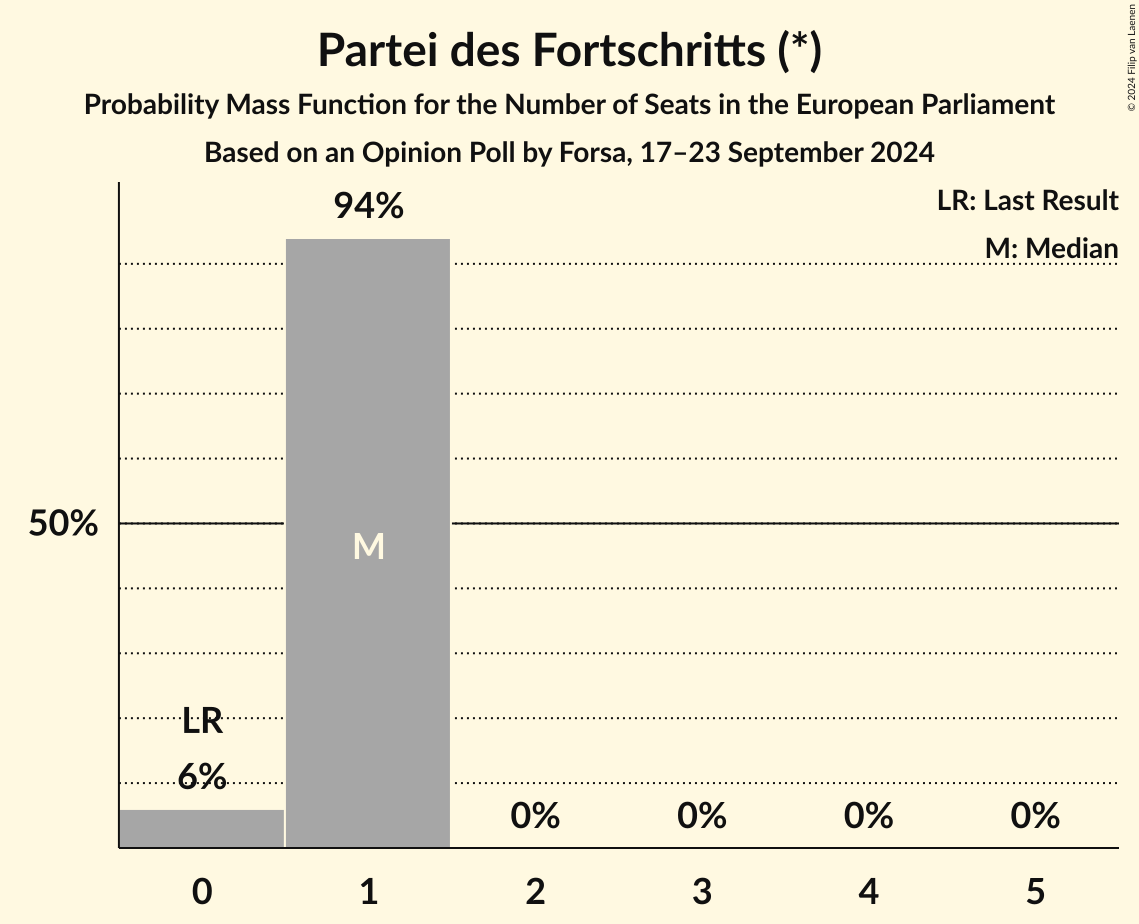 Partei des Fortschritts (*)
Probability Mass Function for the Number of Seats in the European Parliament
Based on an Opinion Poll by Forsa, 17–23 September 2024
© 2024 Filip van Laenen
LR: Last Result
M: Median
94%
50%
M
LR
6%
0% 0% 0% 0%
0 1 2 3 4 5